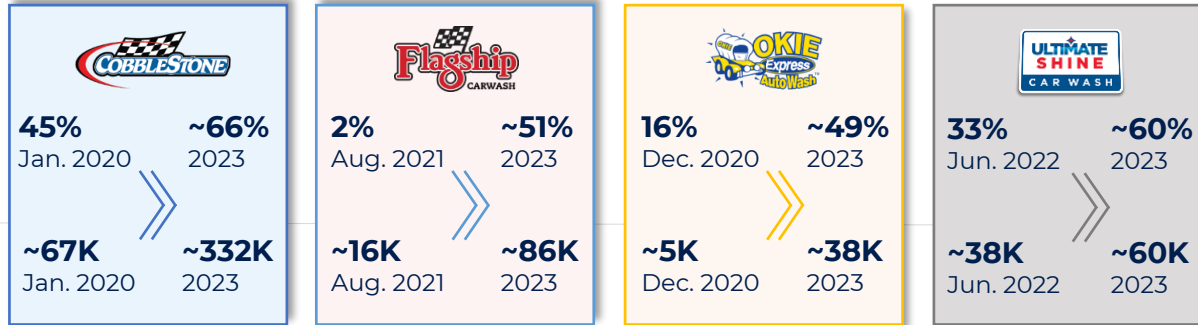 COBBLESTONE
45% ~66%
Jan. 2020 2023
~67K ~332K
Jan. 2020 2023
Flagship
CARWASH
2% ~51%
Aug. 2021 2023
~16K ~86K
Aug. 2021 2023
OKIE
OKIE
Express
Auto Wash
16% ~49%
Dec. 2020 2023
~5K ~38K
Dec. 2020 2023
ULTIMATE
SHINE
CAR WASH
33% ~60%
Jun. 2022 2023
~38K ~60K
Jun. 2022 2023